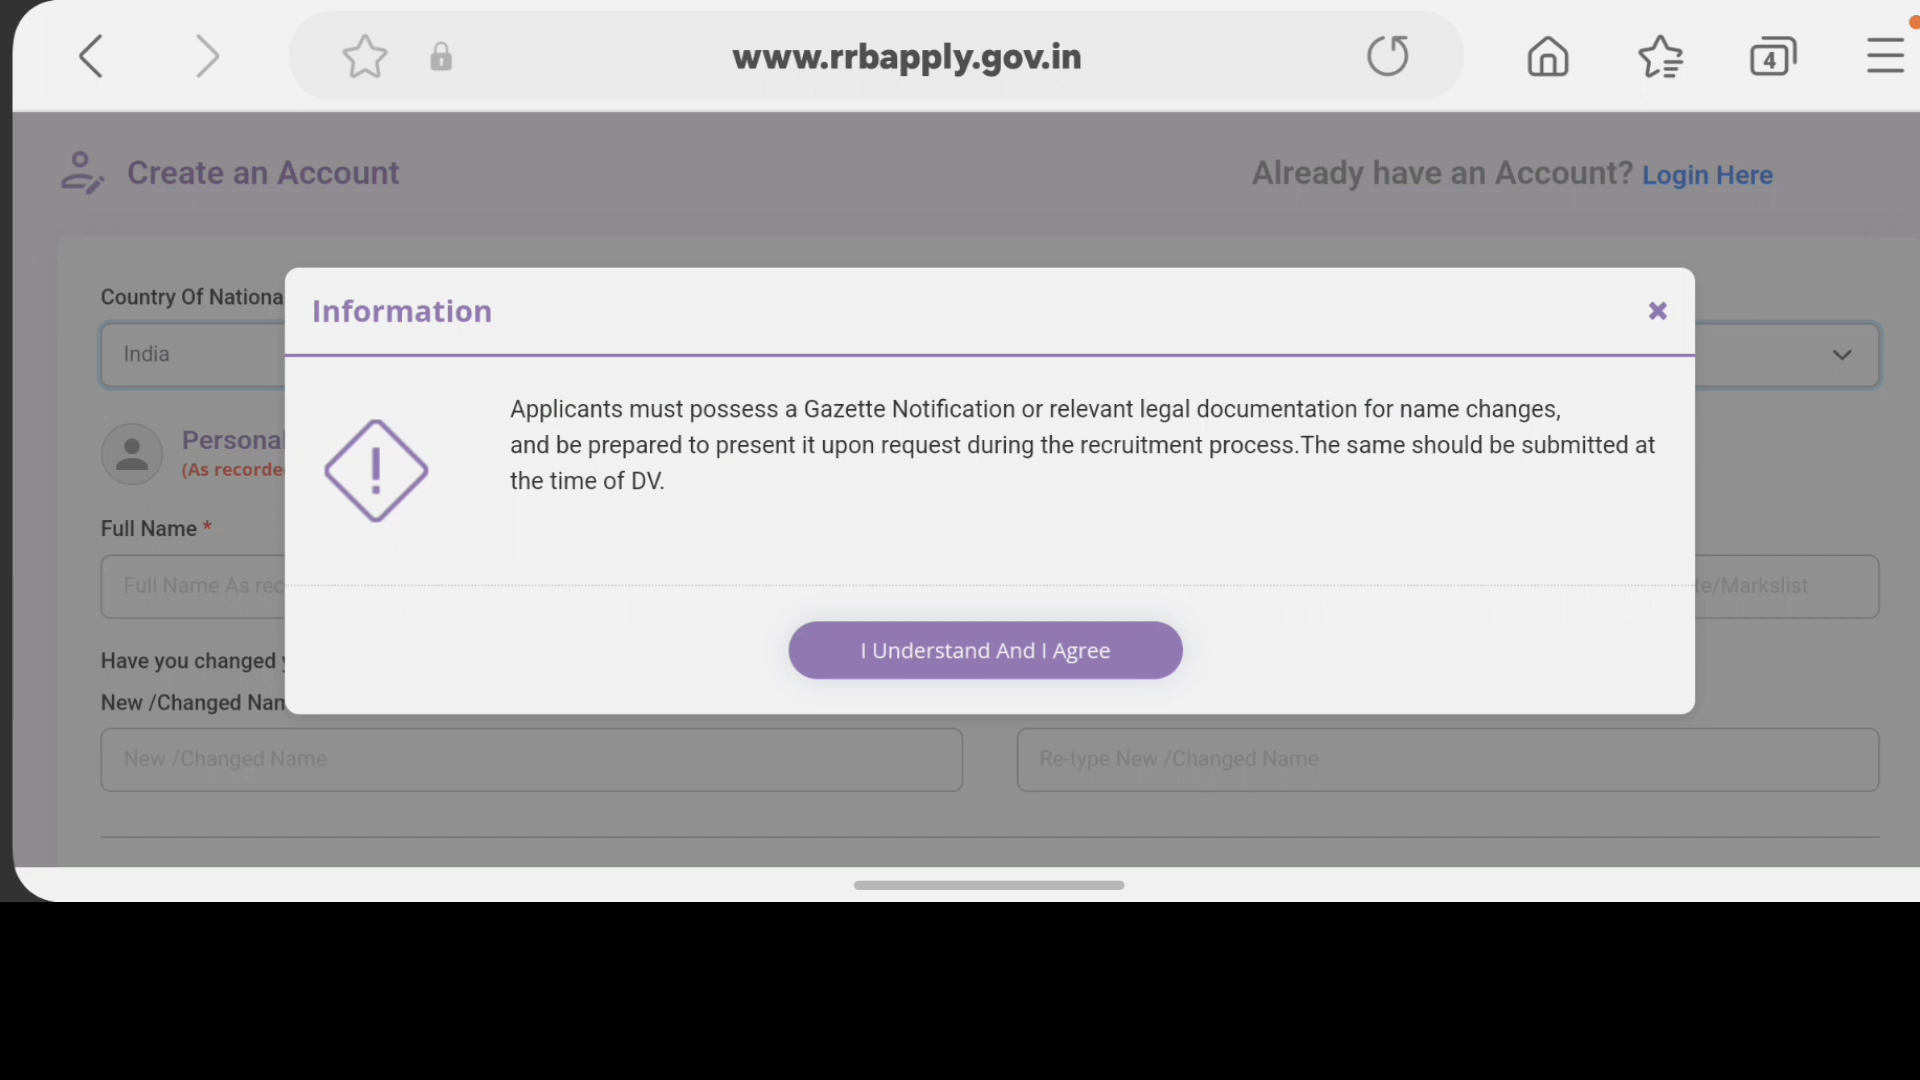 www.rrbapply.gov.in
4
Create an Account
Already have an Account? Login Here
Country Of Nationa
India
Information
Applicants must possess a Gazette Notification or relevant legal documentation for name changes,
and be prepared to present it upon request during the recruitment process.The same should be submitted at
the time of DV.
Personal
(As recorde
Full Name *
Full Name As rec
te/Markslist
I Understand And I Agree
Have you changed y
New /Changed Nam
New /Changed Name
Re-type New /Changed Name